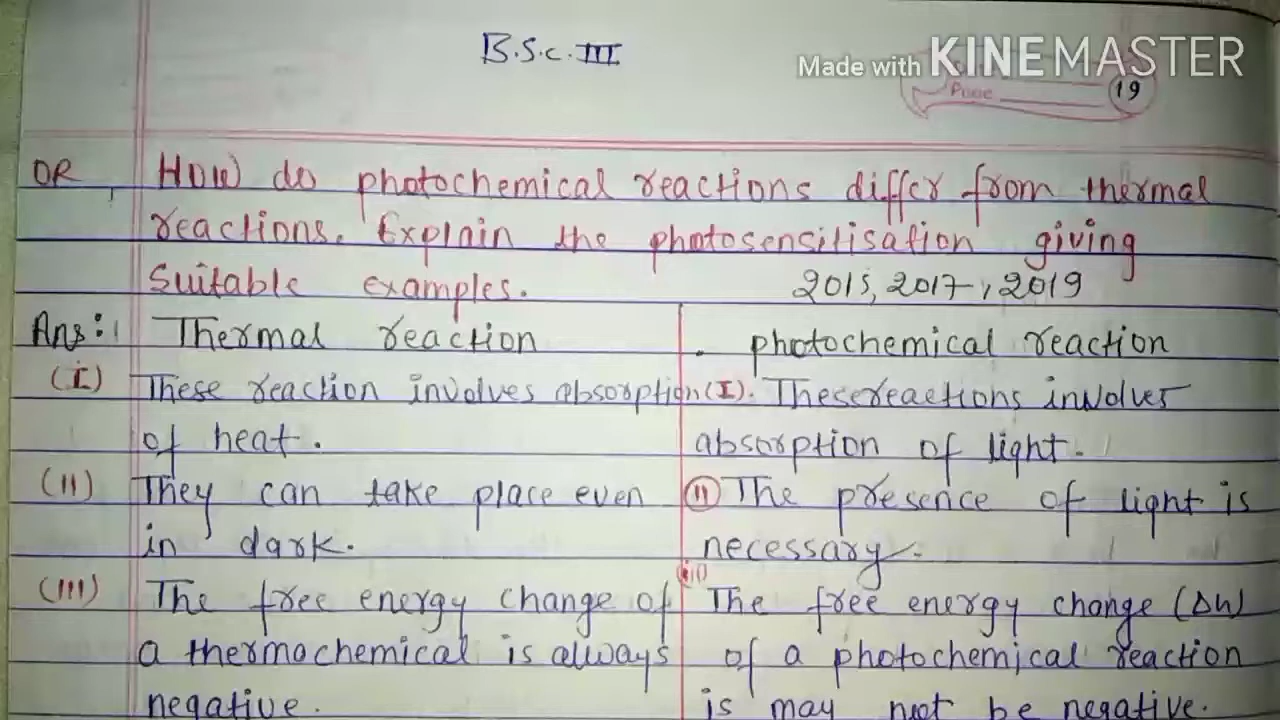 B.Sc. III
Made with KINEMASTER
Page 19
OR, How do photochemical reactions differ from thermal
reactions. Explain the photosensitisation giving
Suitable examples. 2015, 2017, 2019
Ans: Thermal reaction
(I) These reaction involves absorption
of heat.
(II) They can take place even
in dark.
(III) The free energy change of
a thermochemical is always
negative.
photochemical reaction
(I). These reactions involves
absorption of light.
(II) The presence of light is
necessary.
(III) The free energy change (ΔG)
of a photochemical reaction
is may not be negative.